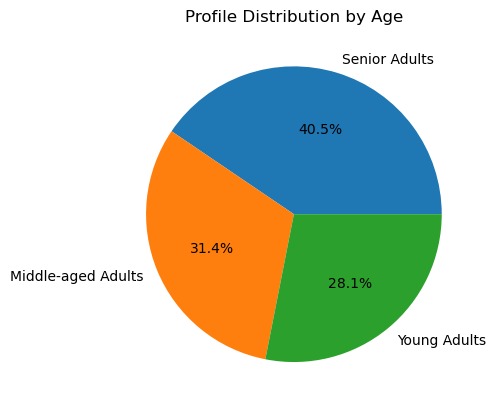 Profile Distribution by Age
Senior Adults
40.5%
31.4%
Middle-aged Adults
28.1%
Young Adults